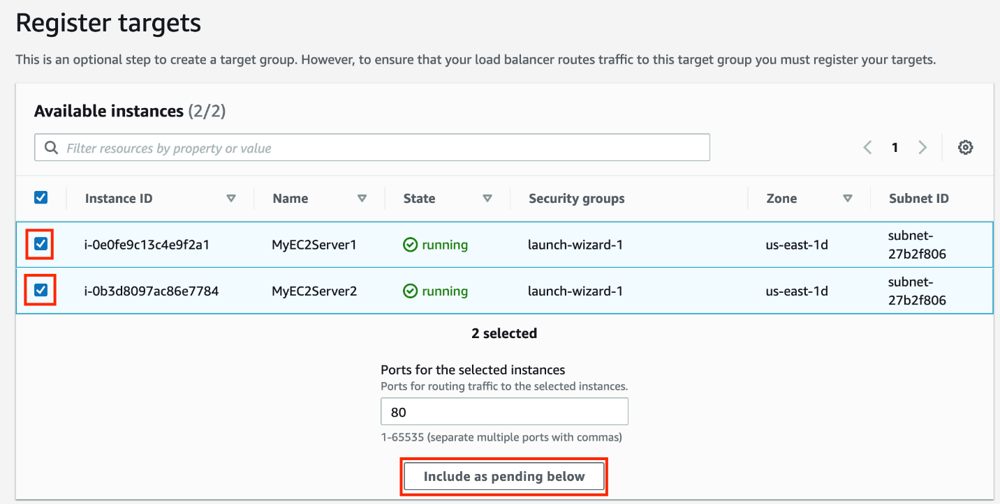 Register targets
This is an optional step to create a target group. However, to ensure that your load balancer routes traffic to this target group you must register your targets.
Available instances (2/2)
Filter resources by property or value
1
Instance ID Name State Security groups Zone Subnet ID
i-0e0fe9c13c4e9f2a1 MyEC2Server1 running launch-wizard-1 us-east-1d subnet-
27b2f806
i-0b3d8097ac86e7784 MyEC2Server2 running launch-wizard-1 us-east-1d subnet-
27b2f806
2 selected
Ports for the selected instances
Ports for routing traffic to the selected instances.
80
1-65535 (separate multiple ports with commas)
Include as pending below